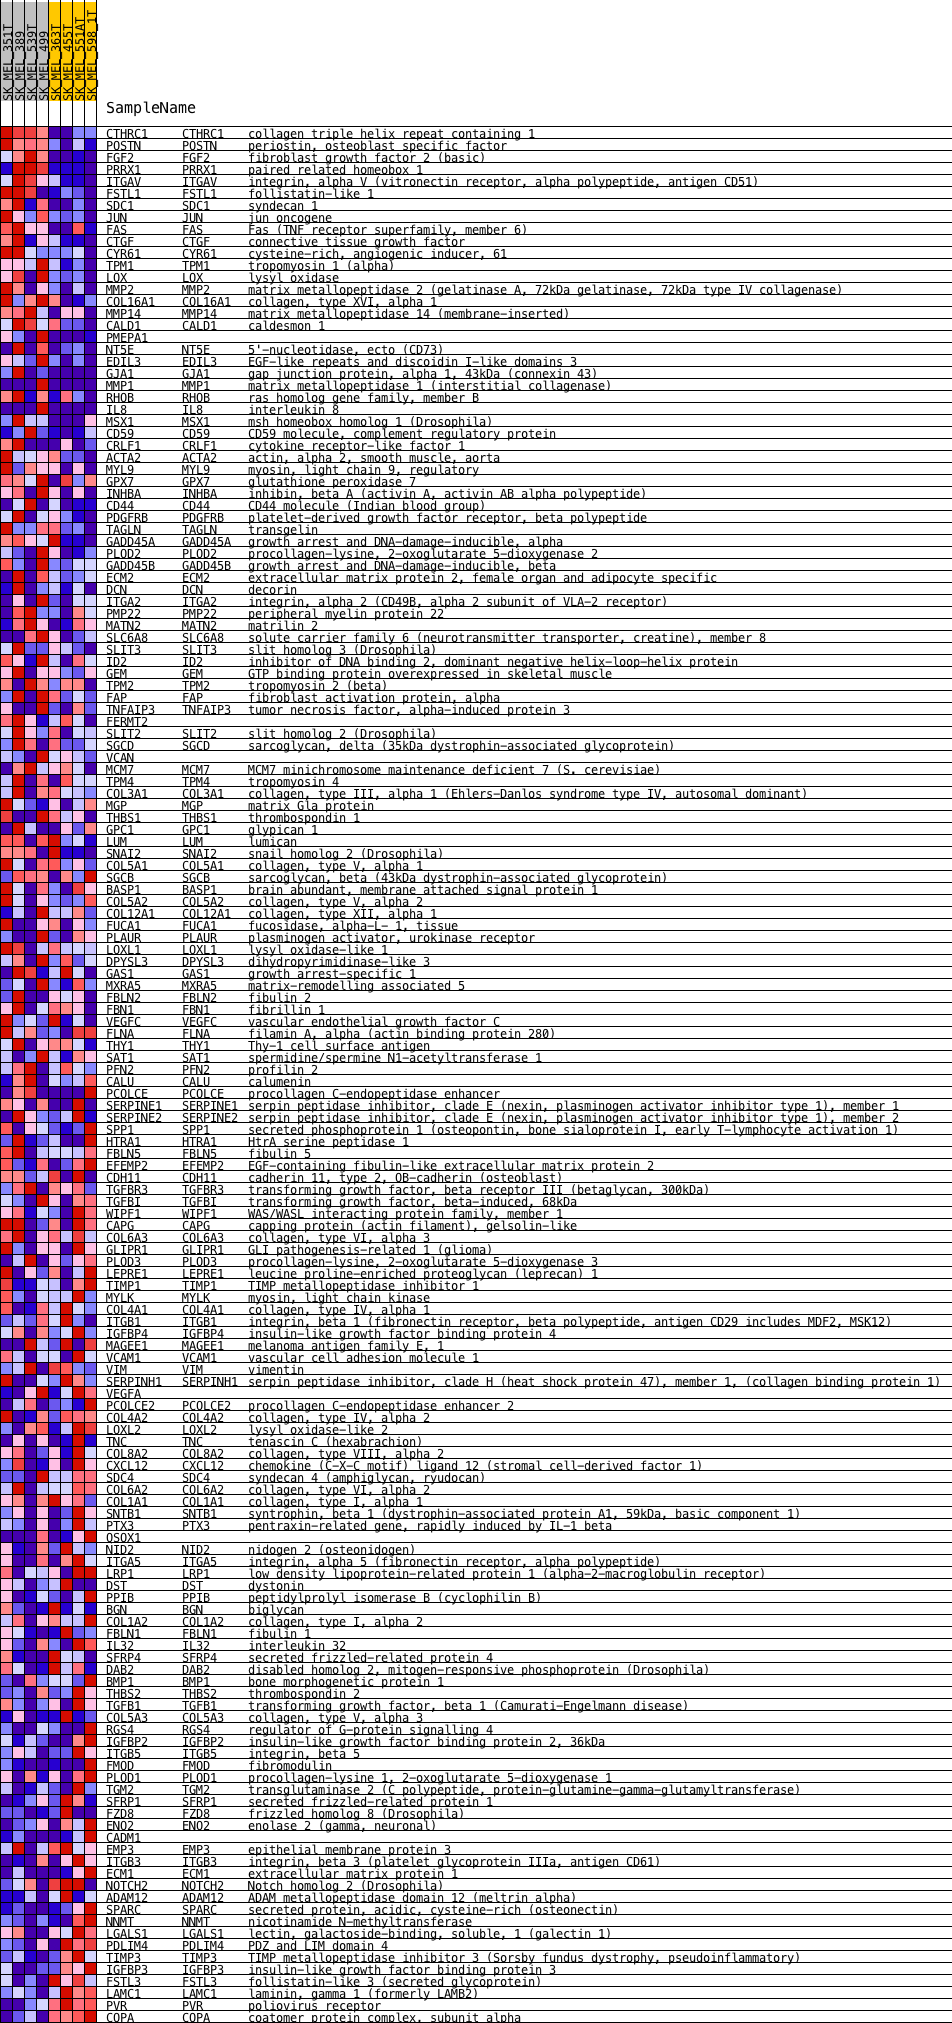 SK_MEL_351T
SK_MEL_389
SK_MEL_539T
SK_MEL_499
SK_MEL_363T
SK_MEL_455T
SK_MEL_551AT
SK_MEL_598_1T
SampleName
CTHRC1 CTHRC1 collagen triple helix repeat containing 1
POSTN POSTN periostin, osteoblast specific factor
FGF2 FGF2 fibroblast growth factor 2 (basic)
PRRX1 PRRX1 paired related homeobox 1
ITGAV ITGAV integrin, alpha V (vitronectin receptor, alpha polypeptide, antigen CD51)
FSTL1 FSTL1 follistatin-like 1
SDC1 SDC1 syndecan 1
JUN JUN jun oncogene
FAS FAS Fas (TNF receptor superfamily, member 6)
CTGF CTGF connective tissue growth factor
CYR61 CYR61 cysteine-rich, angiogenic inducer, 61
TPM1 TPM1 tropomyosin 1 (alpha)
LOX LOX lysyl oxidase
MMP2 MMP2 matrix metallopeptidase 2 (gelatinase A, 72kDa gelatinase, 72kDa type IV collagenase)
COL16A1 COL16A1 collagen, type XVI, alpha 1
MMP14 MMP14 matrix metallopeptidase 14 (membrane-inserted)
CALD1 CALD1 caldesmon 1
PMEPA1
NT5E NT5E 5'-nucleotidase, ecto (CD73)
EDIL3 EDIL3 EGF-like repeats and discoidin I-like domains 3
GJA1 GJA1 gap junction protein, alpha 1, 43kDa (connexin 43)
MMP1 MMP1 matrix metallopeptidase 1 (interstitial collagenase)
RHOB RHOB ras homolog gene family, member B
IL8 IL8 interleukin 8
MSX1 MSX1 msh homeobox homolog 1 (Drosophila)
CD59 CD59 CD59 molecule, complement regulatory protein
CRLF1 CRLF1 cytokine receptor-like factor 1
ACTA2 ACTA2 actin, alpha 2, smooth muscle, aorta
MYL9 MYL9 myosin, light chain 9, regulatory
GPX7 GPX7 glutathione peroxidase 7
INHBA INHBA inhibin, beta A (activin A, activin AB alpha polypeptide)
CD44 CD44 CD44 molecule (Indian blood group)
PDGFRB PDGFRB platelet-derived growth factor receptor, beta polypeptide
TAGLN TAGLN transgelin
GADD45A GADD45A growth arrest and DNA-damage-inducible, alpha
PLOD2 PLOD2 procollagen-lysine, 2-oxoglutarate 5-dioxygenase 2
GADD45B GADD45B growth arrest and DNA-damage-inducible, beta
ECM2 ECM2 extracellular matrix protein 2, female organ and adipocyte specific
DCN DCN decorin
ITGA2 ITGA2 integrin, alpha 2 (CD49B, alpha 2 subunit of VLA-2 receptor)
PMP22 PMP22 peripheral myelin protein 22
MATN2 MATN2 matrilin 2
SLC6A8 SLC6A8 solute carrier family 6 (neurotransmitter transporter, creatine), member 8
SLIT3 SLIT3 slit homolog 3 (Drosophila)
ID2 ID2 inhibitor of DNA binding 2, dominant negative helix-loop-helix protein
GEM GEM GTP binding protein overexpressed in skeletal muscle
TPM2 TPM2 tropomyosin 2 (beta)
FAP FAP fibroblast activation protein, alpha
TNFAIP3 TNFAIP3 tumor necrosis factor, alpha-induced protein 3
FERMT2
SLIT2 SLIT2 slit homolog 2 (Drosophila)
SGCD SGCD sarcoglycan, delta (35kDa dystrophin-associated glycoprotein)
VCAN
MCM7 MCM7 MCM7 minichromosome maintenance deficient 7 (S. cerevisiae)
TPM4 TPM4 tropomyosin 4
COL3A1 COL3A1 collagen, type III, alpha 1 (Ehlers-Danlos syndrome type IV, autosomal dominant)
MGP MGP matrix Gla protein
THBS1 THBS1 thrombospondin 1
GPC1 GPC1 glypican 1
LUM LUM lumican
SNAI2 SNAI2 snail homolog 2 (Drosophila)
COL5A1 COL5A1 collagen, type V, alpha 1
SGCB SGCB sarcoglycan, beta (43kDa dystrophin-associated glycoprotein)
BASP1 BASP1 brain abundant, membrane attached signal protein 1
COL5A2 COL5A2 collagen, type V, alpha 2
COL12A1 COL12A1 collagen, type XII, alpha 1
FUCA1 FUCA1 fucosidase, alpha-L- 1, tissue
PLAUR PLAUR plasminogen activator, urokinase receptor
LOXL1 LOXL1 lysyl oxidase-like 1
DPYSL3 DPYSL3 dihydropyrimidinase-like 3
GAS1 GAS1 growth arrest-specific 1
MXRA5 MXRA5 matrix-remodelling associated 5
FBLN2 FBLN2 fibulin 2
FBN1 FBN1 fibrillin 1
VEGFC VEGFC vascular endothelial growth factor C
FLNA FLNA filamin A, alpha (actin binding protein 280)
THY1 THY1 Thy-1 cell surface antigen
SAT1 SAT1 spermidine/spermine N1-acetyltransferase 1
PFN2 PFN2 profilin 2
CALU CALU calumenin
PCOLCE PCOLCE procollagen C-endopeptidase enhancer
SERPINE1 SERPINE1 serpin peptidase inhibitor, clade E (nexin, plasminogen activator inhibitor type 1), member 1
SERPINE2 SERPINE2 serpin peptidase inhibitor, clade E (nexin, plasminogen activator inhibitor type 1), member 2
SPP1 SPP1 secreted phosphoprotein 1 (osteopontin, bone sialoprotein I, early T-lymphocyte activation 1)
HTRA1 HTRA1 HtrA serine peptidase 1
FBLN5 FBLN5 fibulin 5
EFEMP2 EFEMP2 EGF-containing fibulin-like extracellular matrix protein 2
CDH11 CDH11 cadherin 11, type 2, OB-cadherin (osteoblast)
TGFBR3 TGFBR3 transforming growth factor, beta receptor III (betaglycan, 300kDa)
TGFBI TGFBI transforming growth factor, beta-induced, 68kDa
WIPF1 WIPF1 WAS/WASL interacting protein family, member 1
CAPG CAPG capping protein (actin filament), gelsolin-like
COL6A3 COL6A3 collagen, type VI, alpha 3
GLIPR1 GLIPR1 GLI pathogenesis-related 1 (glioma)
PLOD3 PLOD3 procollagen-lysine, 2-oxoglutarate 5-dioxygenase 3
LEPRE1 LEPRE1 leucine proline-enriched proteoglycan (leprecan) 1
TIMP1 TIMP1 TIMP metallopeptidase inhibitor 1
MYLK MYLK myosin, light chain kinase
COL4A1 COL4A1 collagen, type IV, alpha 1
ITGB1 ITGB1 integrin, beta 1 (fibronectin receptor, beta polypeptide, antigen CD29 includes MDF2, MSK12)
IGFBP4 IGFBP4 insulin-like growth factor binding protein 4
MAGEE1 MAGEE1 melanoma antigen family E, 1
VCAM1 VCAM1 vascular cell adhesion molecule 1
VIM VIM vimentin
SERPINH1 SERPINH1 serpin peptidase inhibitor, clade H (heat shock protein 47), member 1, (collagen binding protein 1)
VEGFA
PCOLCE2 PCOLCE2 procollagen C-endopeptidase enhancer 2
COL4A2 COL4A2 collagen, type IV, alpha 2
LOXL2 LOXL2 lysyl oxidase-like 2
TNC TNC tenascin C (hexabrachion)
COL8A2 COL8A2 collagen, type VIII, alpha 2
CXCL12 CXCL12 chemokine (C-X-C motif) ligand 12 (stromal cell-derived factor 1)
SDC4 SDC4 syndecan 4 (amphiglycan, ryudocan)
COL6A2 COL6A2 collagen, type VI, alpha 2
COL1A1 COL1A1 collagen, type I, alpha 1
SNTB1 SNTB1 syntrophin, beta 1 (dystrophin-associated protein A1, 59kDa, basic component 1)
PTX3 PTX3 pentraxin-related gene, rapidly induced by IL-1 beta
QSOX1
NID2 NID2 nidogen 2 (osteonidogen)
ITGA5 ITGA5 integrin, alpha 5 (fibronectin receptor, alpha polypeptide)
LRP1 LRP1 low density lipoprotein-related protein 1 (alpha-2-macroglobulin receptor)
DST DST dystonin
PPIB PPIB peptidylprolyl isomerase B (cyclophilin B)
BGN BGN biglycan
COL1A2 COL1A2 collagen, type I, alpha 2
FBLN1 FBLN1 fibulin 1
IL32 IL32 interleukin 32
SFRP4 SFRP4 secreted frizzled-related protein 4
DAB2 DAB2 disabled homolog 2, mitogen-responsive phosphoprotein (Drosophila)
BMP1 BMP1 bone morphogenetic protein 1
THBS2 THBS2 thrombospondin 2
TGFB1 TGFB1 transforming growth factor, beta 1 (Camurati-Engelmann disease)
COL5A3 COL5A3 collagen, type V, alpha 3
RGS4 RGS4 regulator of G-protein signalling 4
IGFBP2 IGFBP2 insulin-like growth factor binding protein 2, 36kDa
ITGB5 ITGB5 integrin, beta 5
FMOD FMOD fibromodulin
PLOD1 PLOD1 procollagen-lysine 1, 2-oxoglutarate 5-dioxygenase 1
TGM2 TGM2 transglutaminase 2 (C polypeptide, protein-glutamine-gamma-glutamyltransferase)
SFRP1 SFRP1 secreted frizzled-related protein 1
FZD8 FZD8 frizzled homolog 8 (Drosophila)
ENO2 ENO2 enolase 2 (gamma, neuronal)
CADM1
EMP3 EMP3 epithelial membrane protein 3
ITGB3 ITGB3 integrin, beta 3 (platelet glycoprotein IIIa, antigen CD61)
ECM1 ECM1 extracellular matrix protein 1
NOTCH2 NOTCH2 Notch homolog 2 (Drosophila)
ADAM12 ADAM12 ADAM metallopeptidase domain 12 (meltrin alpha)
SPARC SPARC secreted protein, acidic, cysteine-rich (osteonectin)
NNMT NNMT nicotinamide N-methyltransferase
LGALS1 LGALS1 lectin, galactoside-binding, soluble, 1 (galectin 1)
PDLIM4 PDLIM4 PDZ and LIM domain 4
TIMP3 TIMP3 TIMP metallopeptidase inhibitor 3 (Sorsby fundus dystrophy, pseudoinflammatory)
IGFBP3 IGFBP3 insulin-like growth factor binding protein 3
FSTL3 FSTL3 follistatin-like 3 (secreted glycoprotein)
LAMC1 LAMC1 laminin, gamma 1 (formerly LAMB2)
PVR PVR poliovirus receptor
COPA COPA coatomer protein complex, subunit alpha